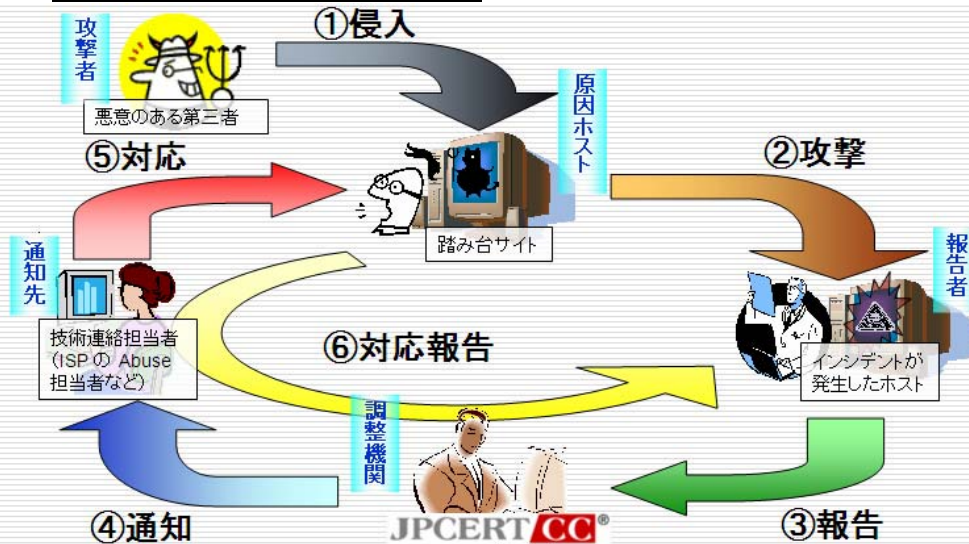 攻撃者
①侵入
悪意のある第三者
原因ホスト
⑤対応
②攻撃
踏み台サイト
通知先
報告者
技術連絡担当者
(ISPの Abuse
担当者など)
⑥対応報告
インシデントが
発生したホスト
調整機関
④通知
JPCERT CC®
③報告